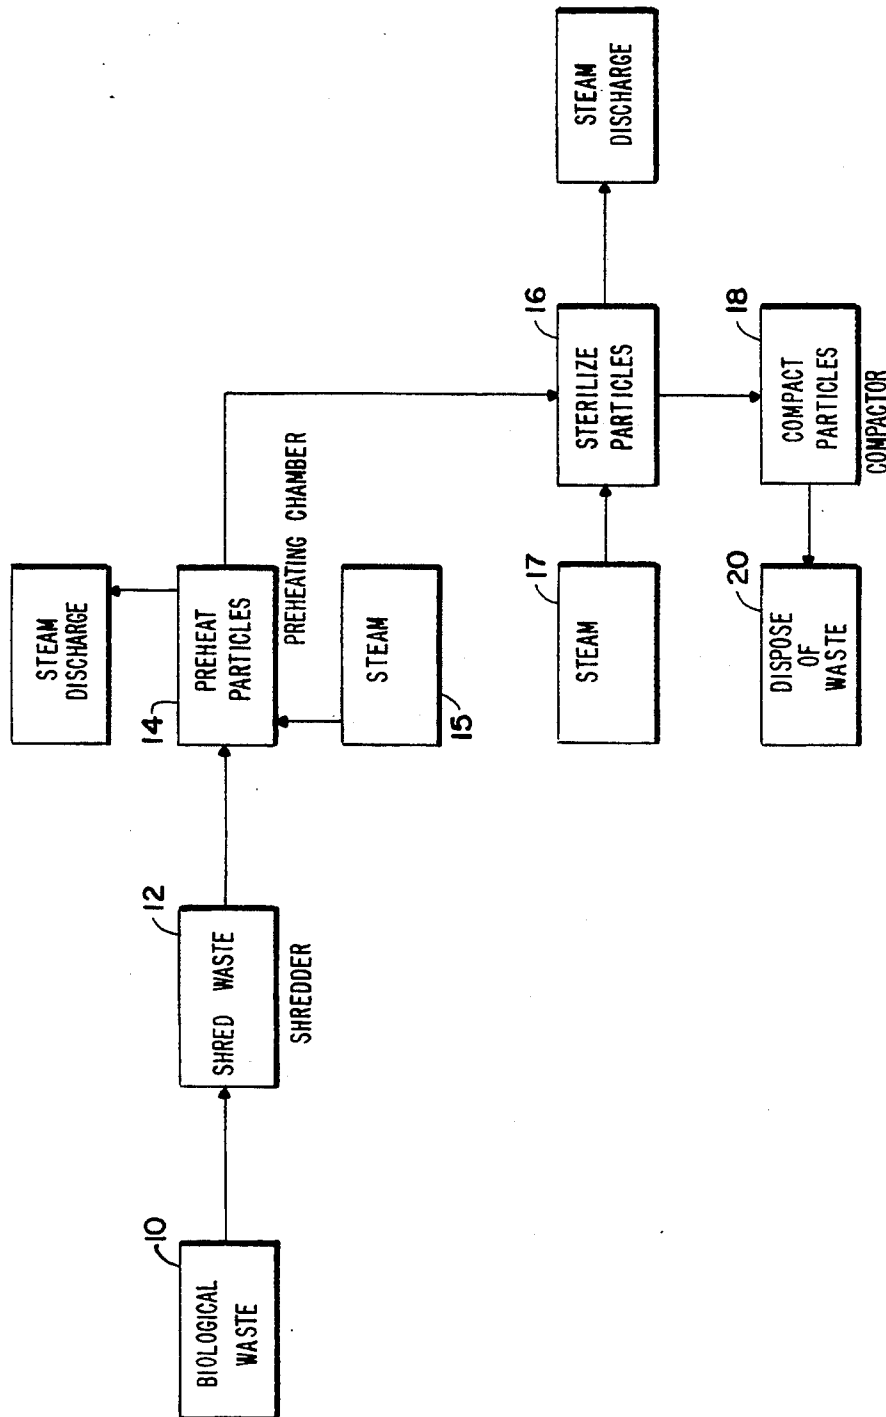 10
BIOLOGICAL
WASTE
12
SHRED WASTE
SHREDDER
STEAM
DISCHARGE
14
PREHEAT
PARTICLES
PREHEATING CHAMBER
STEAM
15
16
STERILIZE
PARTICLES
17
STEAM
STEAM
DISCHARGE
18
COMPACT
PARTICLES
COMPACTOR
20
DISPOSE
OF
WASTE